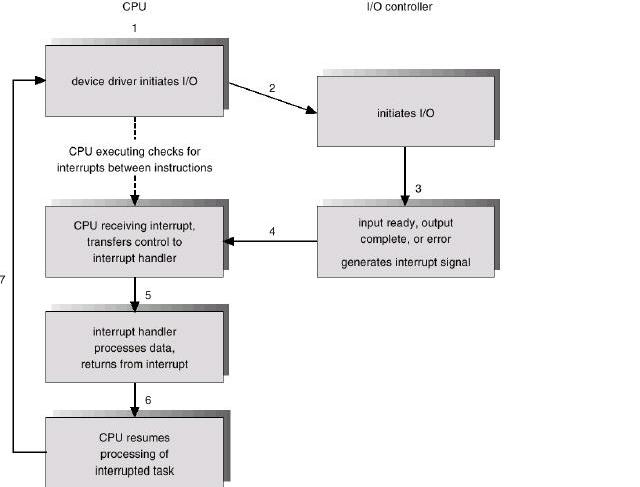 CPU
I/O controller
1
device driver initiates I/O
2
initiates I/O
CPU executing checks for
interrupts between instructions
3
CPU receiving interrupt,
transfers control to
interrupt handler
4
input ready, output
complete, or error
generates interrupt signal
7
5
interrupt handler
processes data,
returns from interrupt
6
CPU resumes
processing of
interrupted task